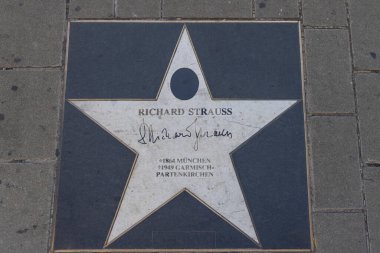 RICHARD STRAUSS
Richard Strauss
*1864 MÜNCHEN
†1949 GARMISCH-
PARTENKIRCHEN